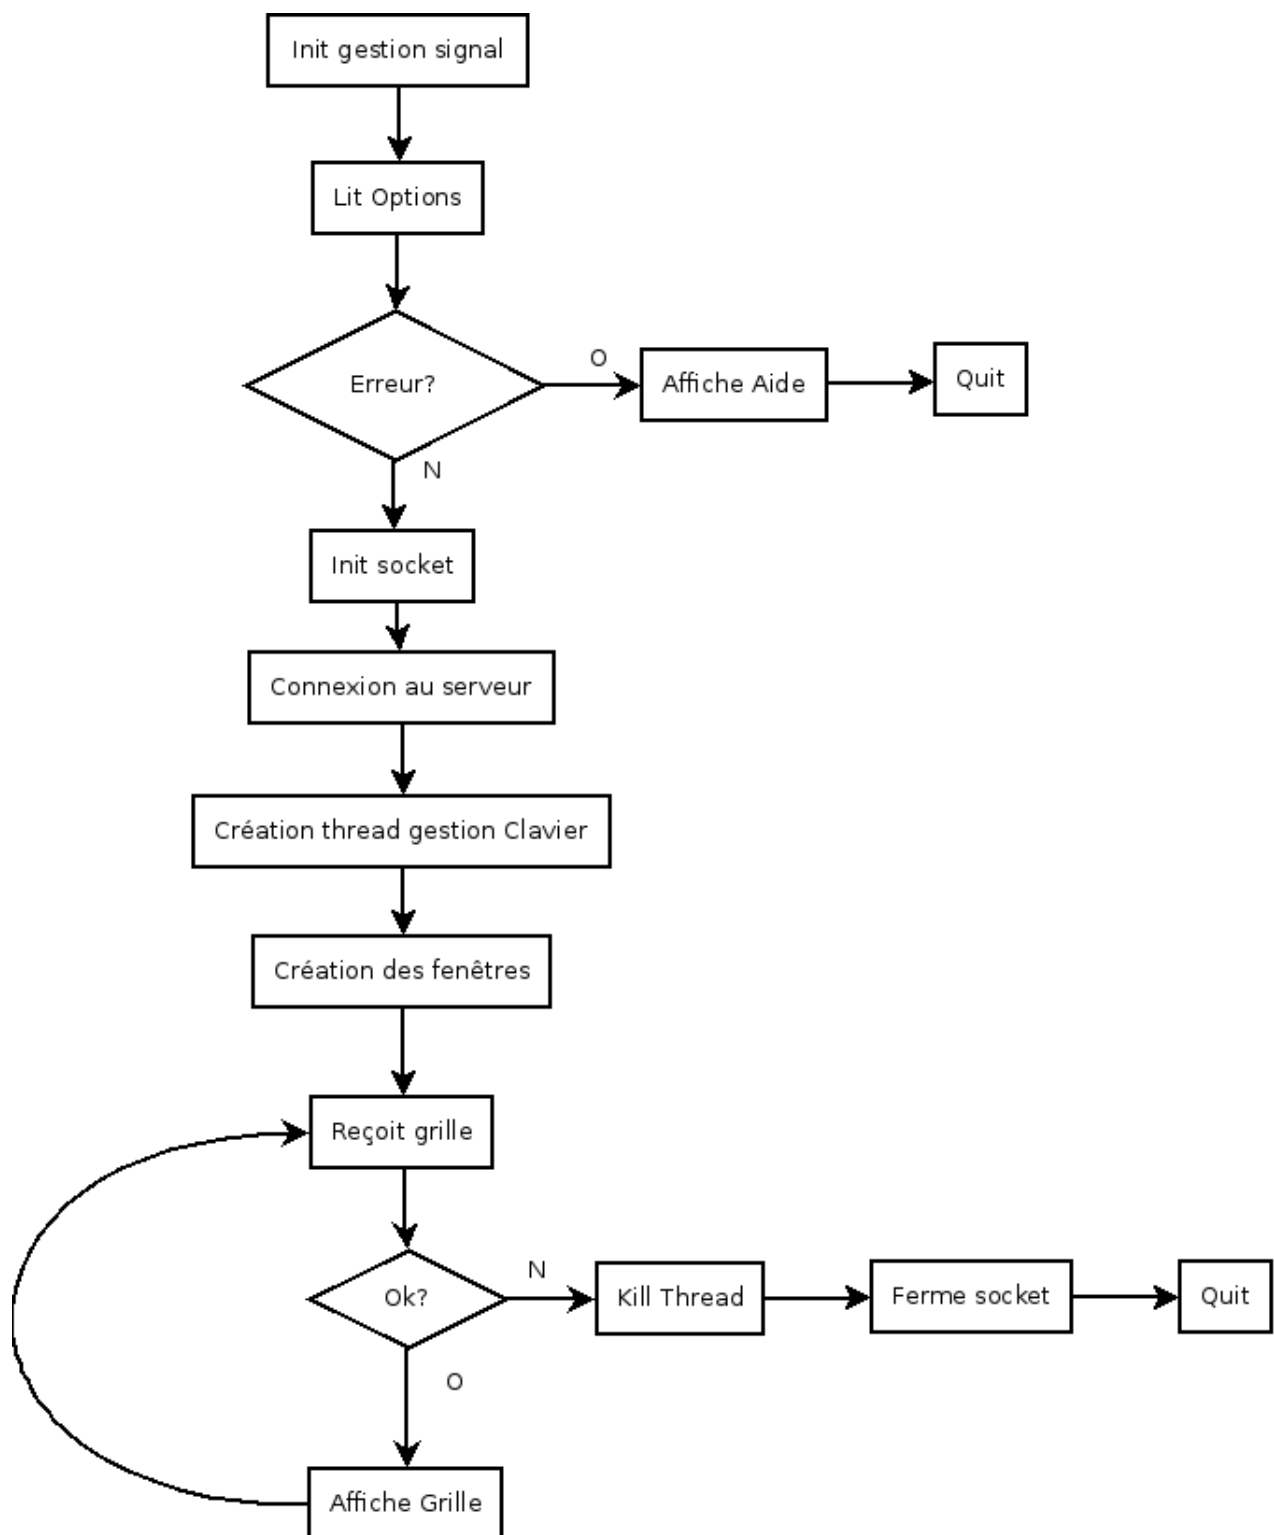 Init gestion signal
Lit Options
Erreur?
O
Affiche Aide
Quit
N
Init socket
Connexion au serveur
Création thread gestion Clavier
Création des fenêtres
Reçoit grille
Ok?
N
Kill Thread
Ferme socket
Quit
O
Affiche Grille